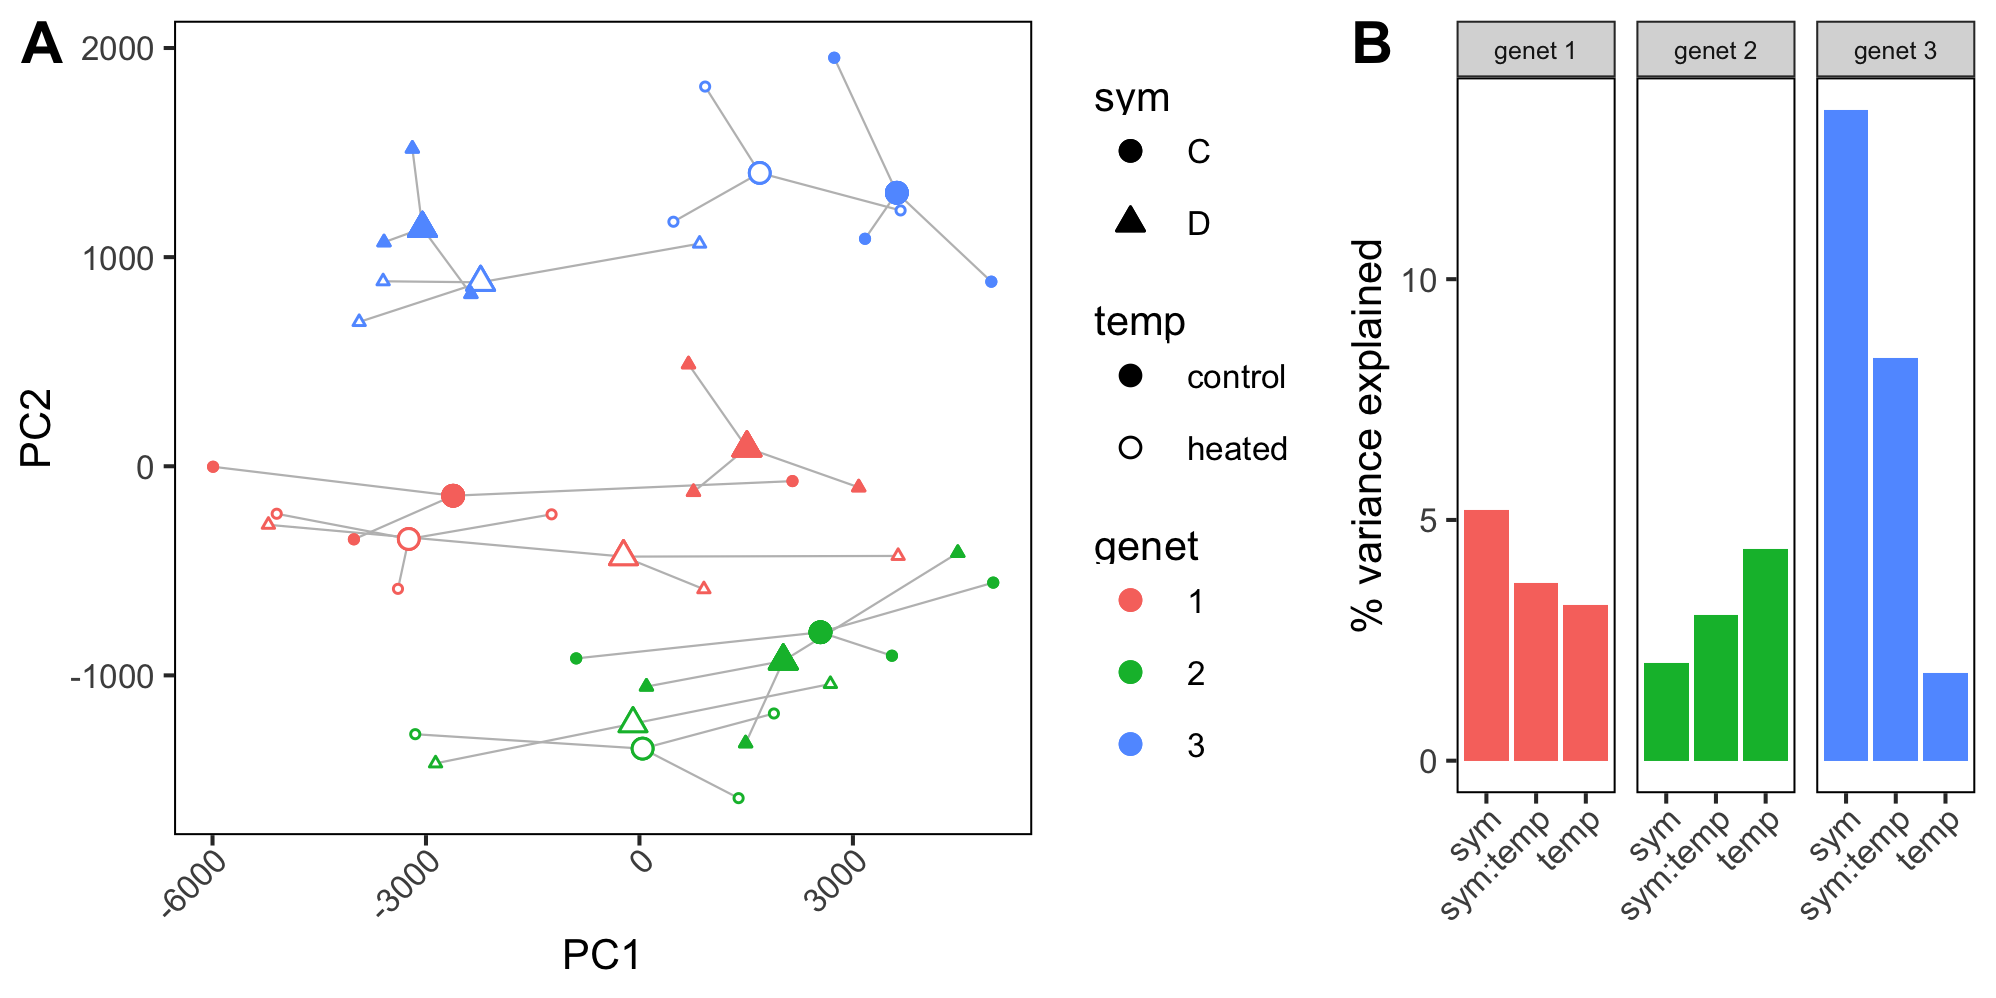 A
2000
1000
0
-1000
PC2
-6000
-3000
0
3000
PC1
sym
C
D
temp
control
heated
genet
1
2
3
B
genet 1
genet 2
genet 3
% variance explained
10
5
0
sym
sym:temp
temp
sym
sym:temp
temp
sym
sym:temp
temp